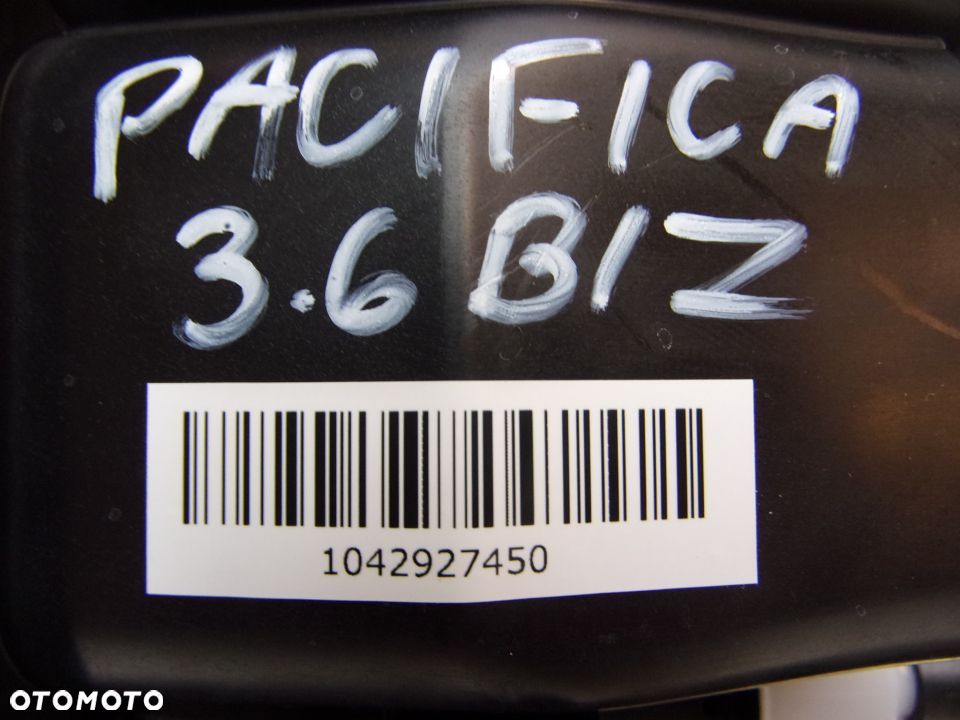 PACIFICA
3.6 BIZ
1042927450
OTOMOTO